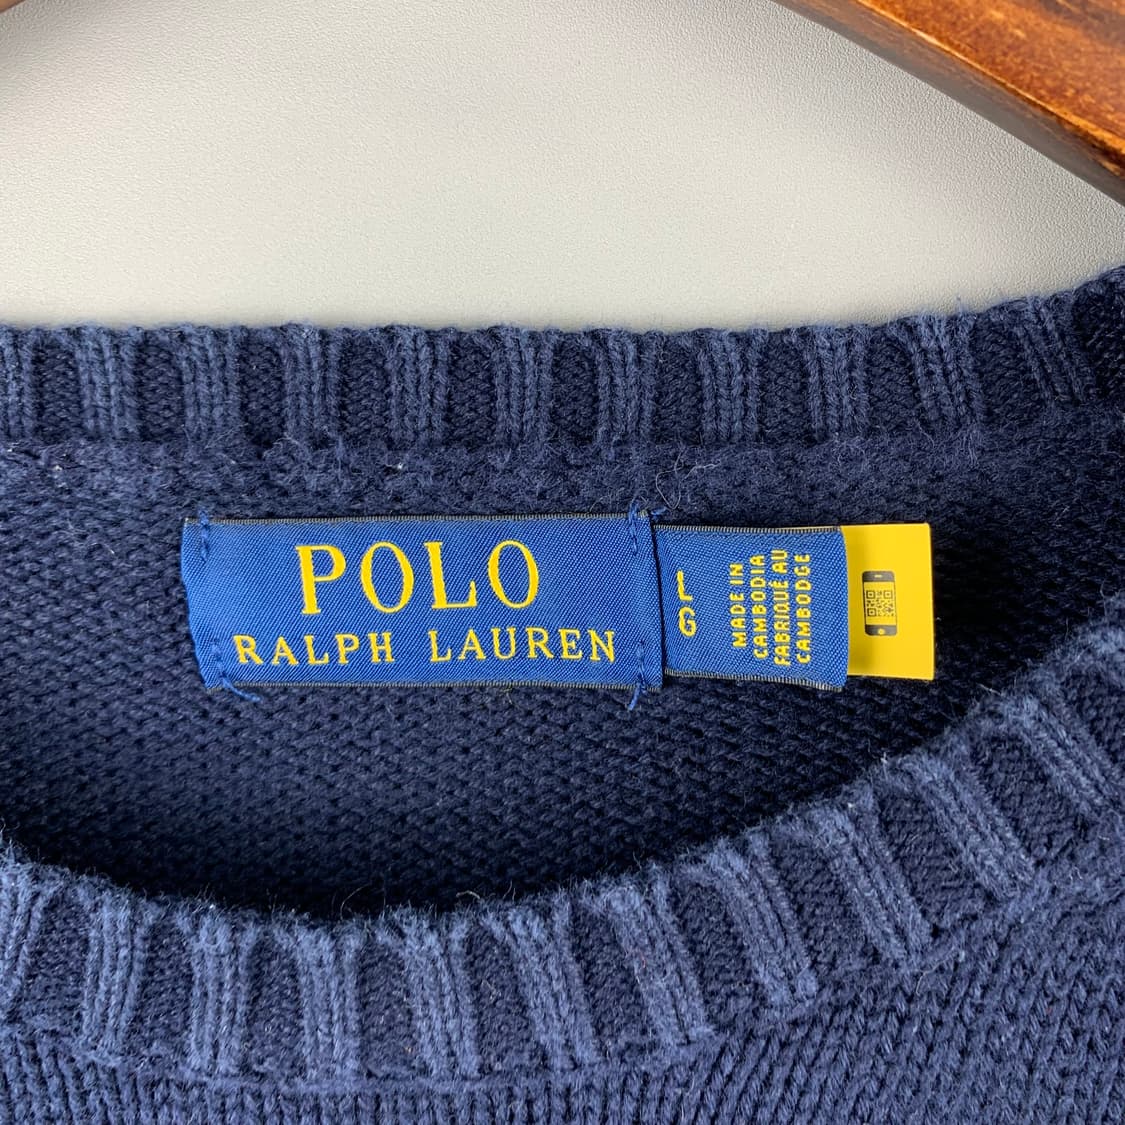 POLO
RALPH LAUREN
L G
MADE IN
CAMBODIA
FABRIQUÉ AU
CAMBODGE